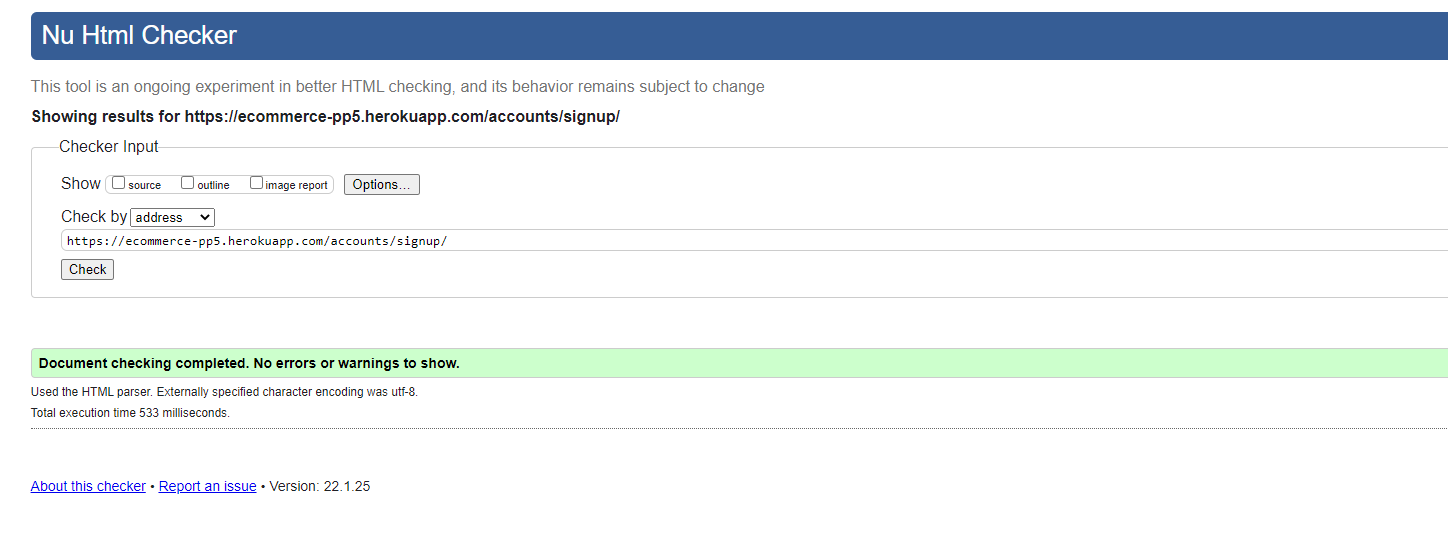 Nu Html Checker
This tool is an ongoing experiment in better HTML checking, and its behavior remains subject to change
Showing results for https://ecommerce-pp5.herokuapp.com/accounts/signup/
Checker Input
Show source outline image report Options...
Check by address
https://ecommerce-pp5.herokuapp.com/accounts/signup/
Check
Document checking completed. No errors or warnings to show.
Used the HTML parser. Externally specified character encoding was utf-8.
Total execution time 533 milliseconds.
About this checker • Report an issue • Version: 22.1.25